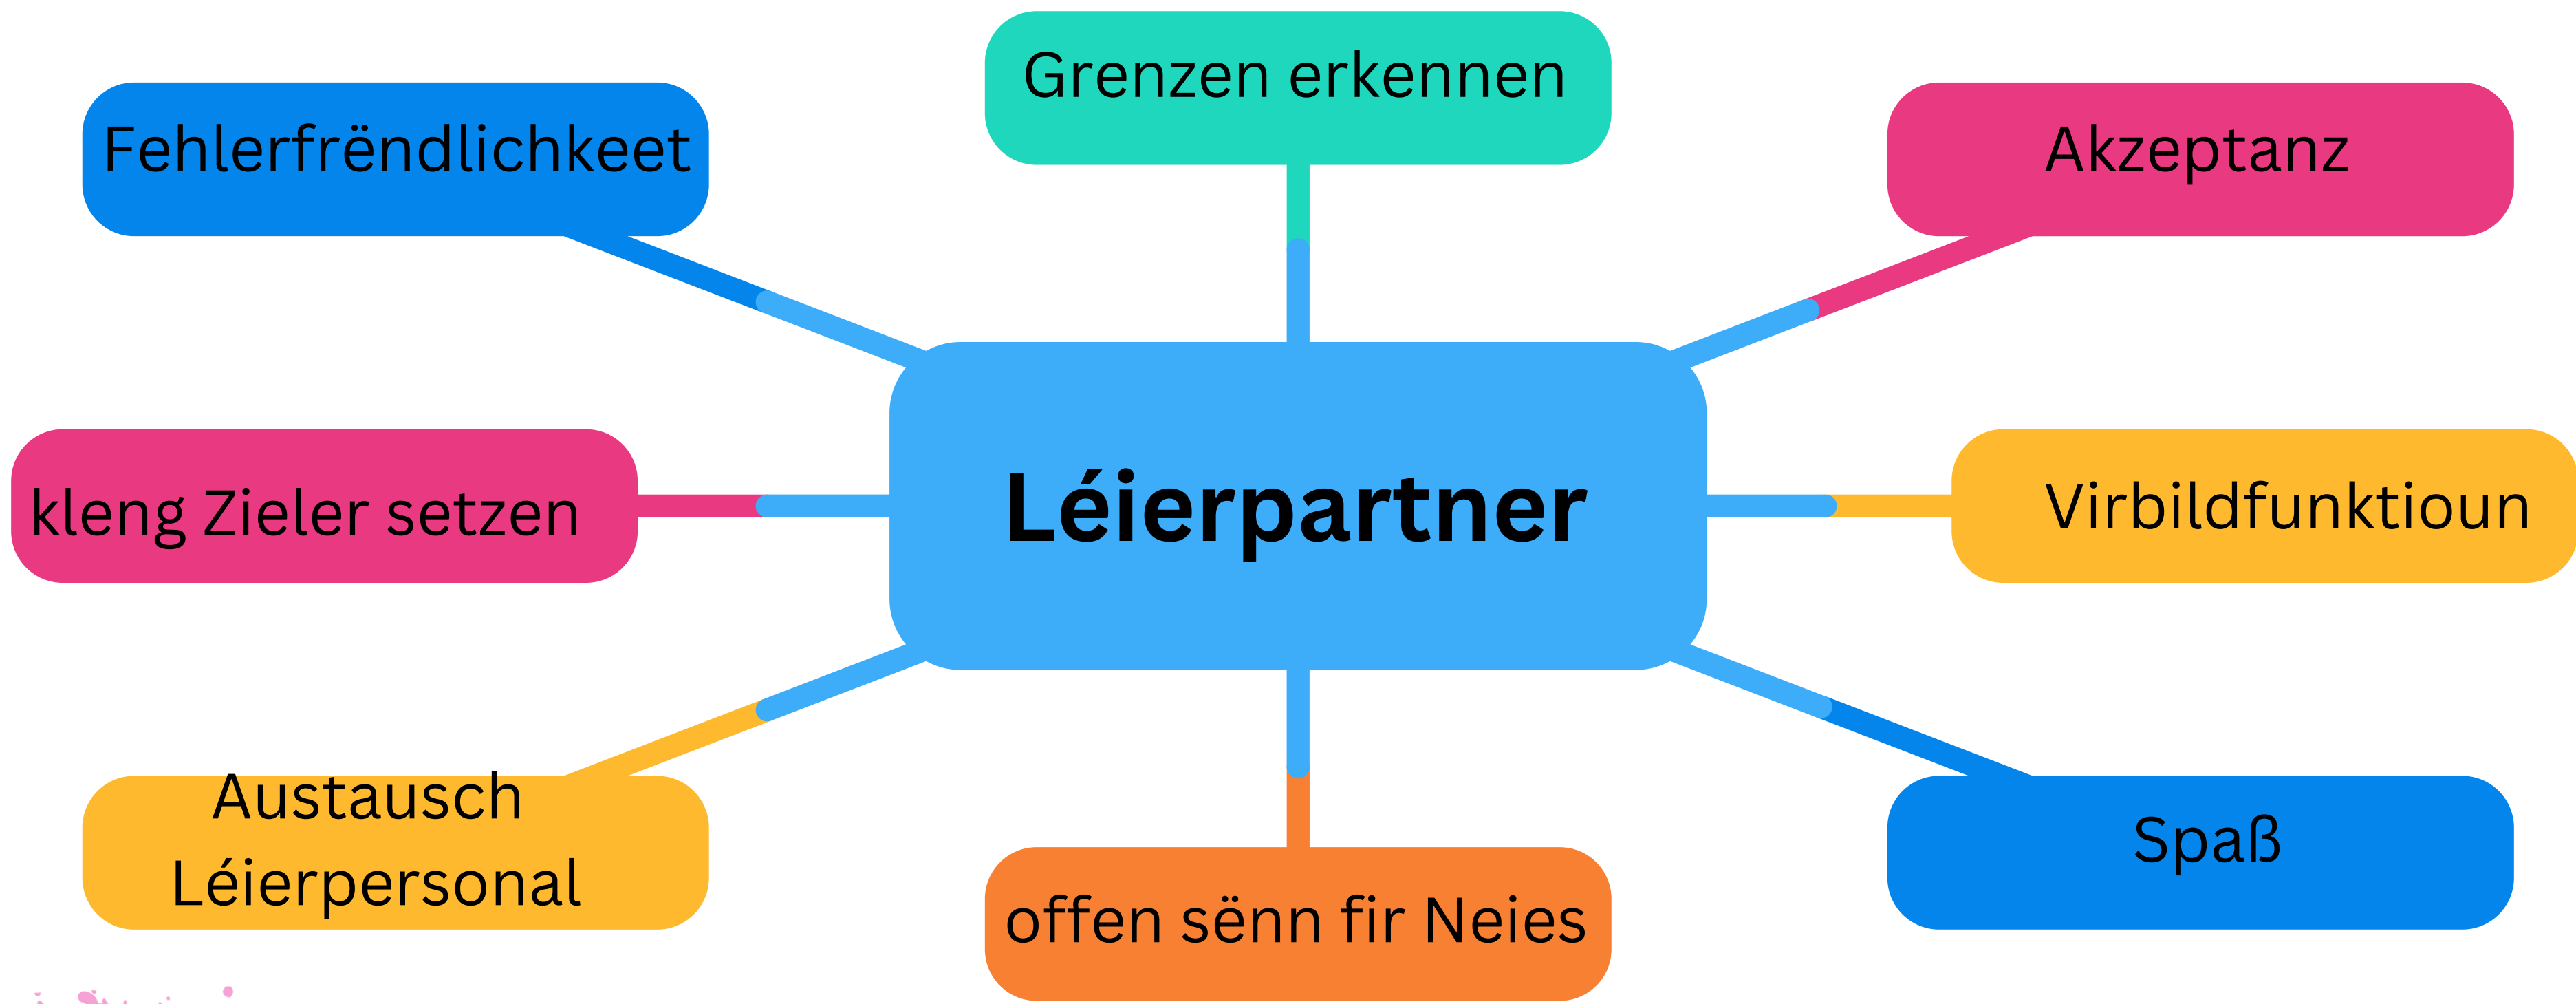 Grenzen erkennen
Fehlerfrëndlichkeet
Akzeptanz
kleng Zieler setzen
Léierpartner
Virbildfunktioun
Austausch
Léierpersonal
Spaß
offen sënn fir Neies